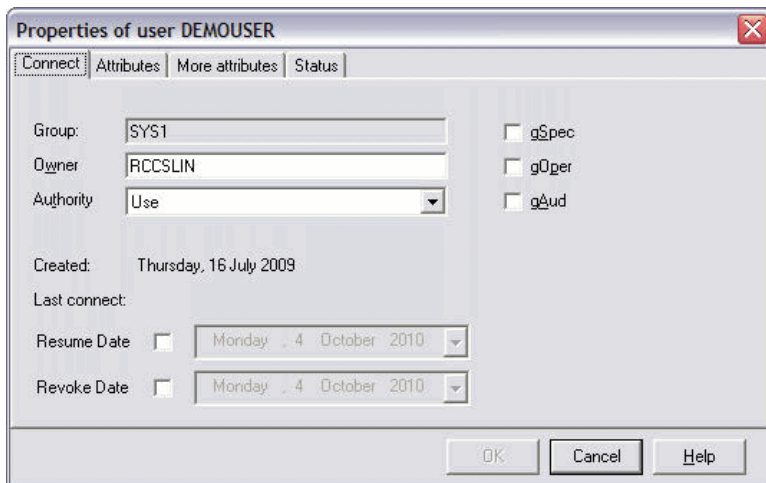 Properties of user DEMOUSER
Connect Attributes More attributes Status
Group: SYS1 gSpec
Owner RCCSLIN gOper
Authority Use gAud
Created: Thursday, 16 July 2009
Last connect:
Resume Date Monday , 4 October 2010
Revoke Date Monday , 4 October 2010
OK Cancel Help